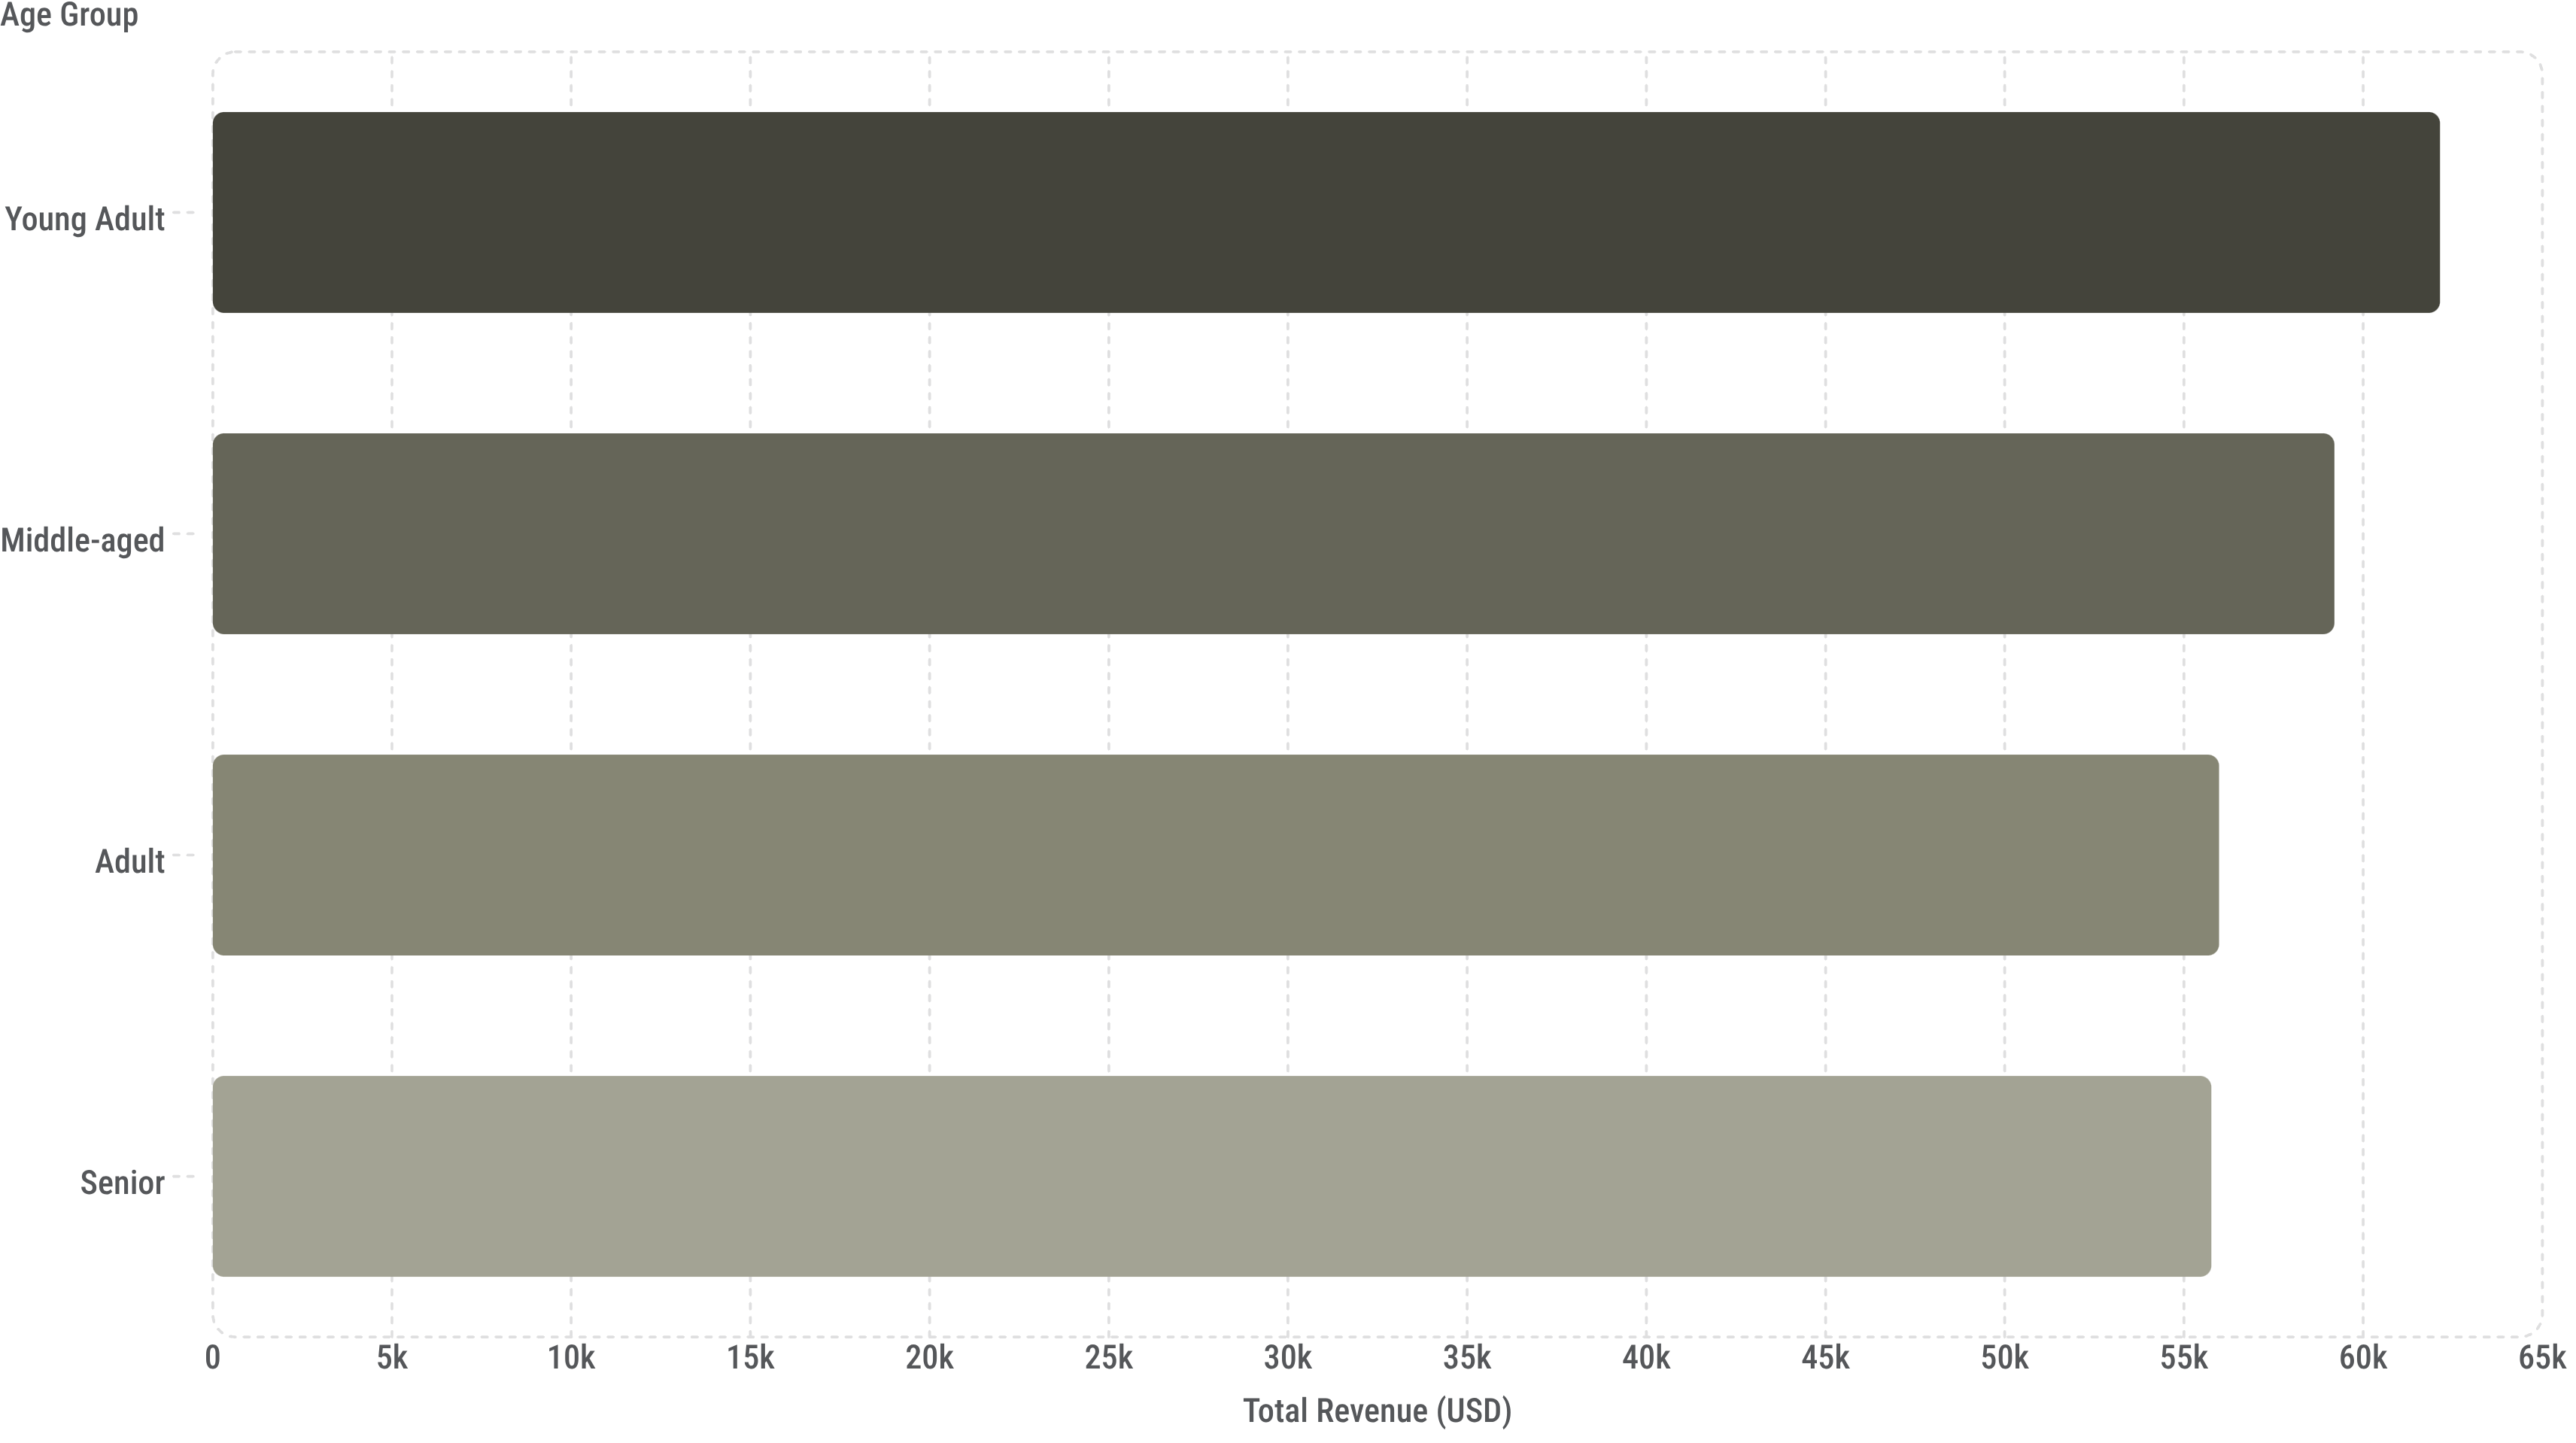 Age Group
Young Adult
Middle-aged
Adult
Senior
0 5k 10k 15k 20k 25k 30k 35k 40k 45k 50k 55k 60k 65k
Total Revenue (USD)